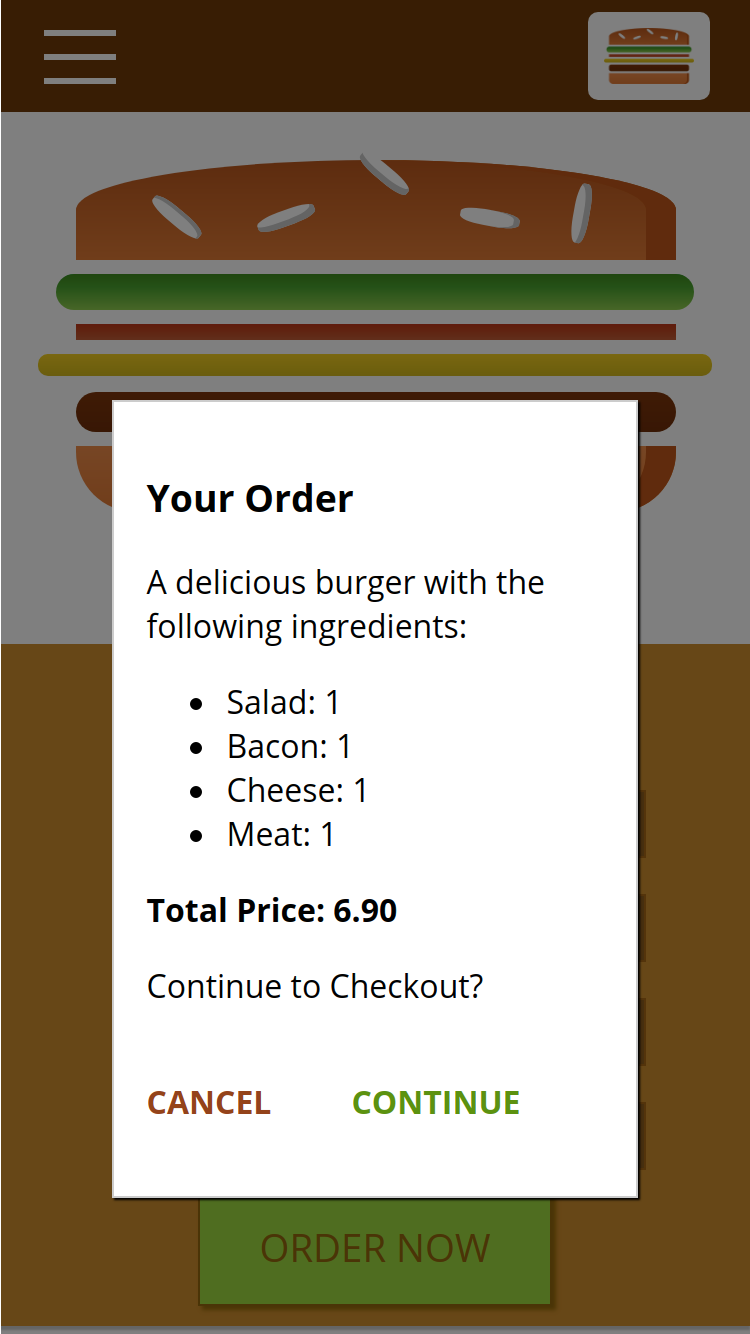 Your Order
A delicious burger with the
following ingredients:
Salad: 1
Bacon: 1
Cheese: 1
Meat: 1
Total Price: 6.90
Continue to Checkout?
CANCEL CONTINUE
ORDER NOW